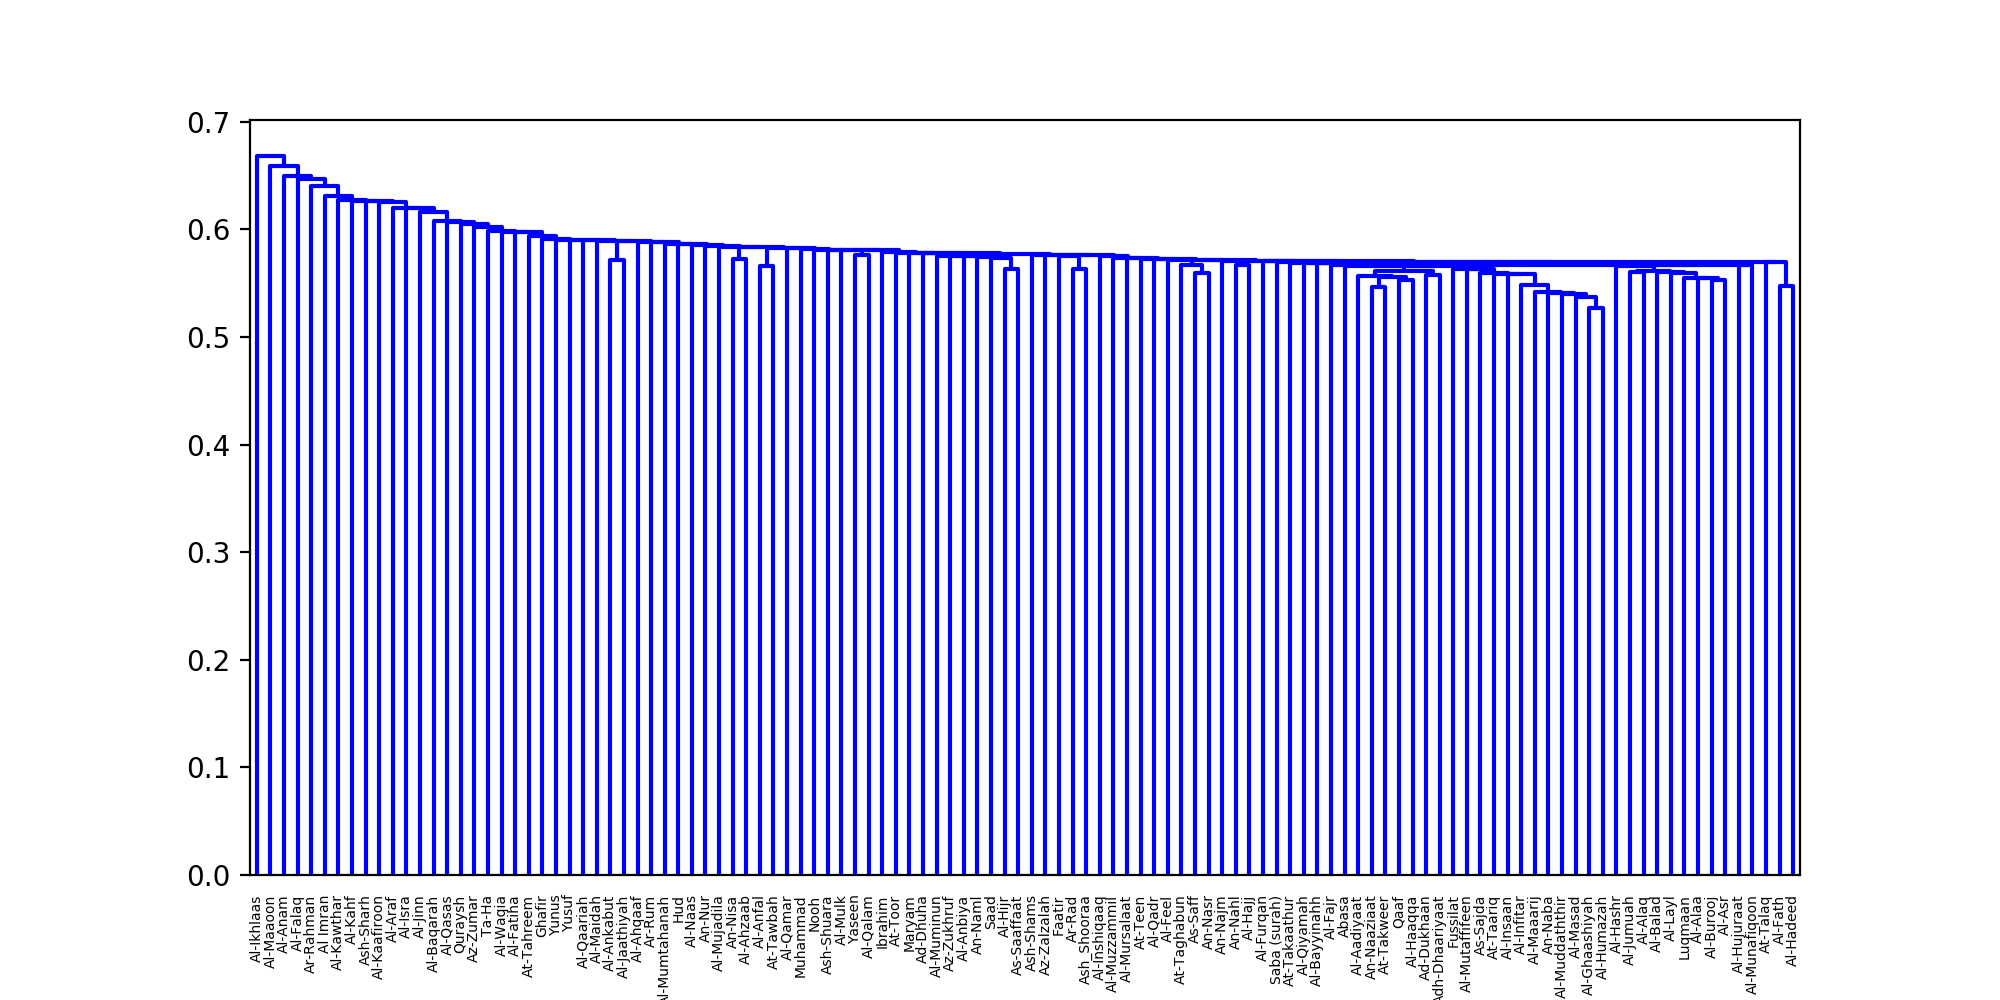 0.7
0.6
0.5
0.4
0.3
0.2
0.1
0.0
Al-Ikhlaas
Al-Maaoon
Al-Anam
Al-Falaq
Ar-Rahman
Al Imran
Al-Kawthar
Al-Kahf
Ash-Sharh
Al-Kaafiroon
Al-Araf
Al-Isra
Al-Jinn
Al-Baqarah
Al-Qasas
Quraysh
Az-Zumar
Ta-Ha
Al-Waqia
Al-Fatiha
At-Tahreem
Ghafir
Yunus
Yusuf
Al-Qaariah
Al-Maidah
Al-Ankabut
Al-Jaathiyah
Al-Ahqaaf
Ar-Rum
Al-Mumtahanah
Hud
Al-Naas
An-Nur
Al-Mujadila
An-Nisa
Al-Ahzaab
Al-Anfal
At-Tawbah
Al-Qamar
Muhammad
Nooh
Ash-Shuara
Al-Mulk
Yaseen
Al-Qalam
Ibrahim
At-Toor
Maryam
Ad-Dhuha
Al-Muminun
Az-Zukhruf
Al-Anbiya
An-Naml
Saad
Al-Hijr
As-Saaffaat
Ash-Shams
Az-Zalzalah
Faatir
Ar-Rad
Ash_Shooraa
Al-Inshiqaaq
Al-Muzzammil
Al-Mursalaat
At-Teen
Al-Qadr
Al-Feel
At-Taghabun
As-Saff
An-Nasr
An-Najm
An-Nahl
Al-Hajj
Al-Furqan
Saba (surah)
At-Takaathur
Al-Qiyamah
Al-Bayyinahh
Al-Fajr
Abasa
Al-Aadiyaat
An-Naaziaat
At-Takweer
Qaaf
Al-Haaqqa
Ad-Dukhaan
Adh-Dhaariyaat
Fussilat
Al-Mutaffifeen
As-Sajda
At-Taariq
Al-Insaan
Al-Infitar
Al-Maaarij
An-Naba
Al-Muddaththir
Al-Masad
Al-Ghaashiyah
Al-Humazah
Al-Hashr
Al-Jumuah
Al-Alaq
Al-Balad
Al-Layl
Luqmaan
Al-Alaa
Al-Burooj
Al-Asr
Al-Hujuraat
Al-Munafiqoon
At-Talaq
Al-Fath
Al-Hadeed